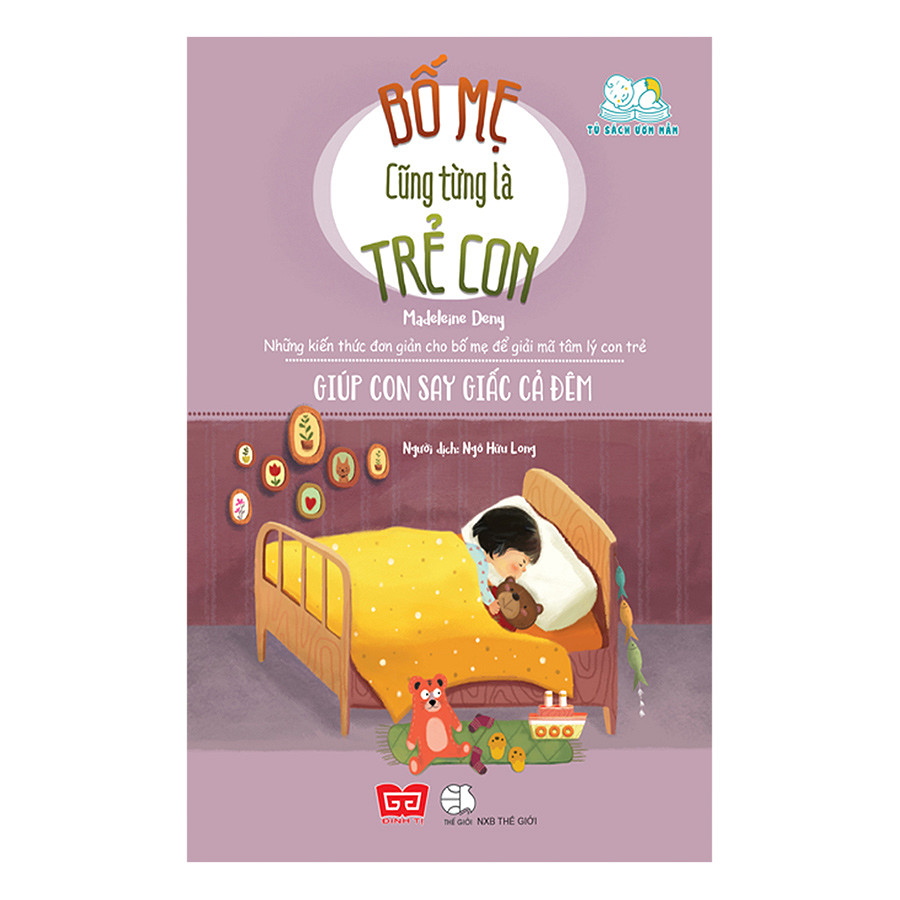 BỐ MẸ
Cũng từng là
TRẺ CON
TỦ SÁCH ƯƠM MẦM
Madeleine Deny
Những kiến thức đơn giản cho bố mẹ để giải mã tâm lý con trẻ
GIÚP CON SAY GIẤC CẢ ĐÊM
Người dịch: Ngô Hữu Long
ĐINH TỊ
THẾ GIỚI
NXB THẾ GIỚI